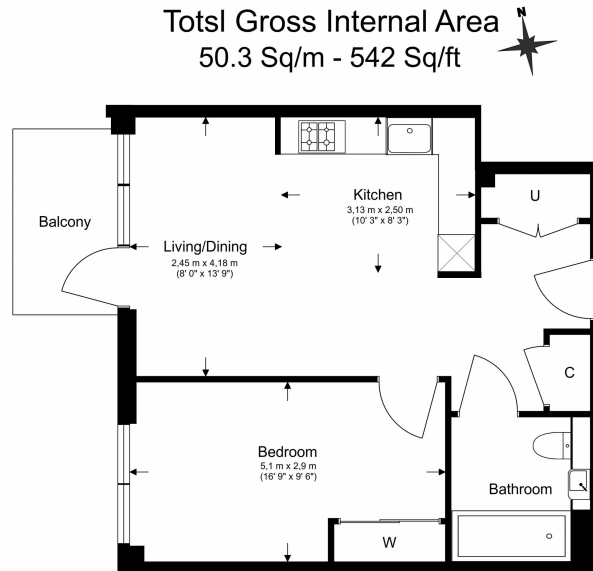 Totsl Gross Internal Area
50.3 Sq/m - 542 Sq/ft
N
Balcony
Living/Dining
2,45 m x 4,18 m
(8' 0" x 13' 9")
Kitchen
3,13 m x 2,50 m
(10' 3" x 8' 3")
U
C
Bedroom
5,1 m x 2,9 m
(16' 9" x 9' 6")
Bathroom
W